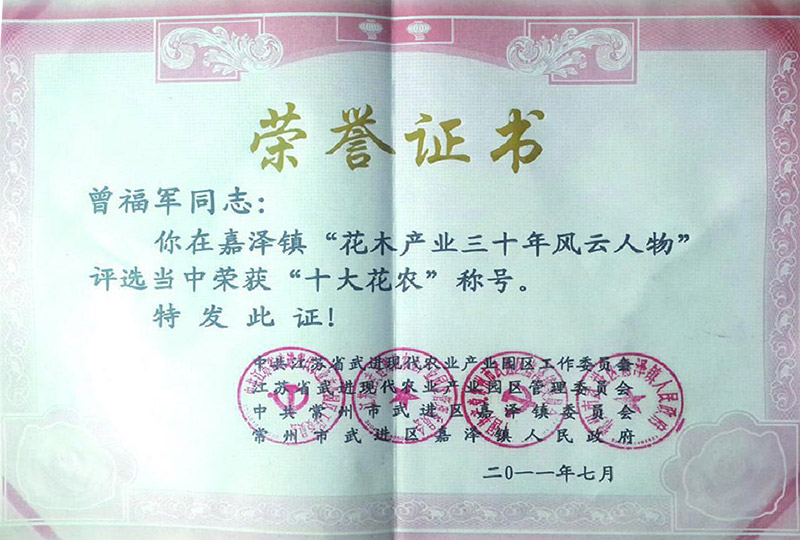 荣誉证书
曾福军同志：
你在嘉泽镇“花木产业三十年风云人物”
评选当中荣获“十大花农”称号。
特发此证！
中共江苏省武进现代农业产业园区工作委员会
江苏省武进现代农业产业园区管理委员会
中共常州市武进区嘉泽镇委员会
常州市武进区嘉泽镇人民政府
二〇一一年七月